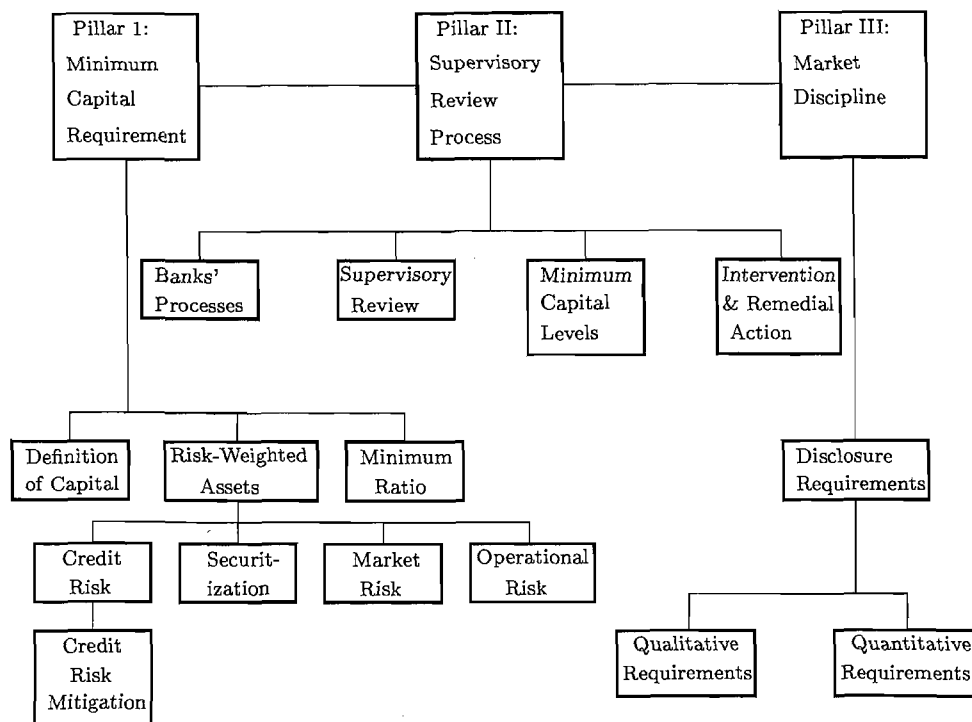 Pillar 1:
Minimum
Capital
Requirement
Pillar II:
Supervisory
Review
Process
Pillar III:
Market
Discipline
Banks'
Processes
Supervisory
Review
Minimum
Capital
Levels
Intervention
& Remedial
Action
Definition
of Capital
Risk-Weighted
Assets
Minimum
Ratio
Disclosure
Requirements
Credit
Risk
Securit-
ization
Market
Risk
Operational
Risk
Credit
Risk
Mitigation
Qualitative
Requirements
Quantitative
Requirements